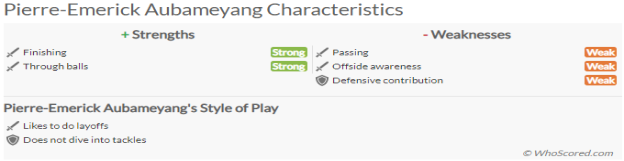 Pierre-Emerick Aubameyang Characteristics
+ Strengths
Finishing Strong
Through balls Strong
- Weaknesses
Passing Weak
Offside awareness Weak
Defensive contribution Weak
Pierre-Emerick Aubameyang's Style of Play
Likes to do layoffs
Does not dive into tackles
© WhoScored.com